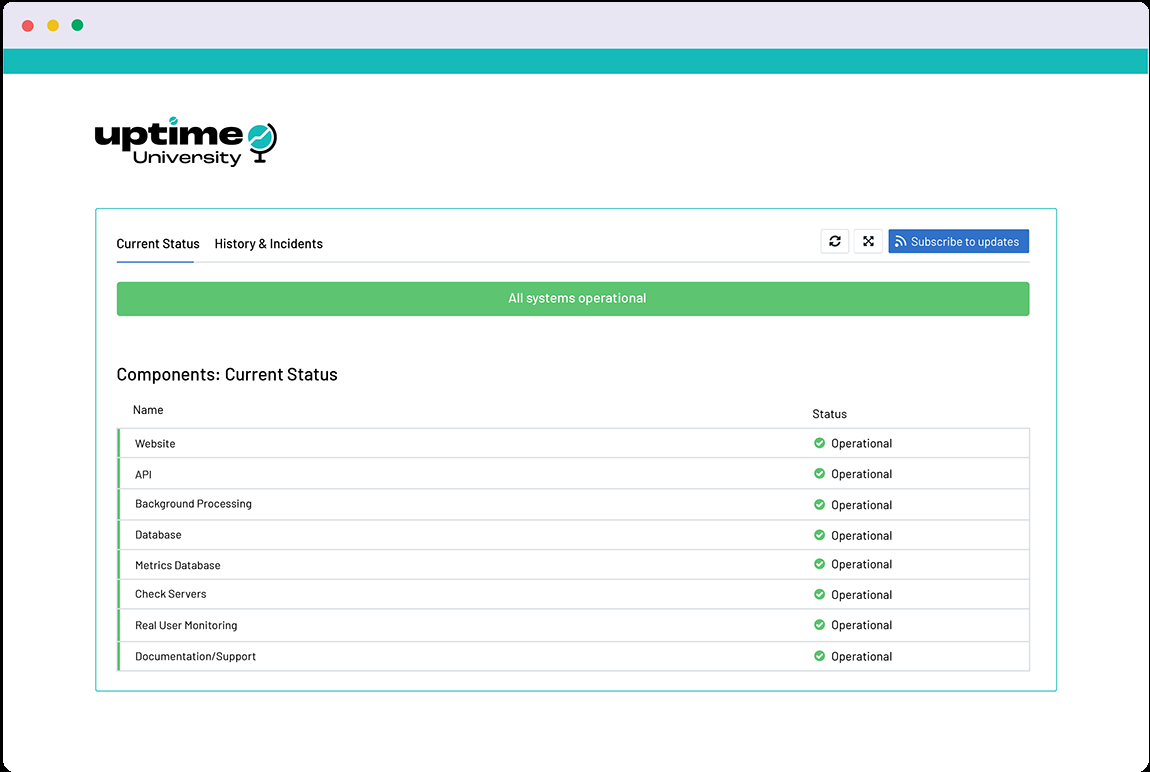 uptime
University
Current Status History & Incidents Subscribe to updates
All systems operational
Components: Current Status
Name Status
Website Operational
API Operational
Background Processing Operational
Database Operational
Metrics Database Operational
Check Servers Operational
Real User Monitoring Operational
Documentation/Support Operational